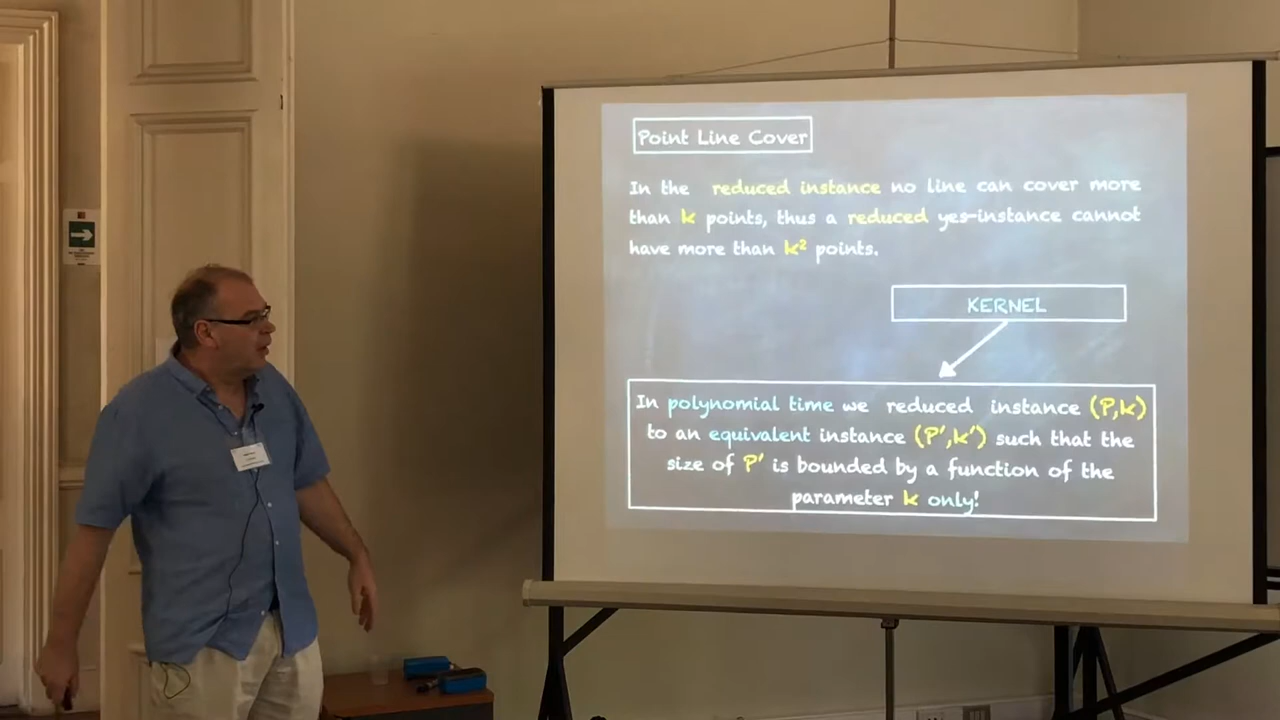 Point Line Cover
In the reduced instance no line can cover more
than k points, thus a reduced yes-instance cannot
have more than k² points.
KERNEL
In polynomial time we reduced instance (P,k)
to an equivalent instance (P',k') such that the
size of P' is bounded by a function of the
parameter k only!